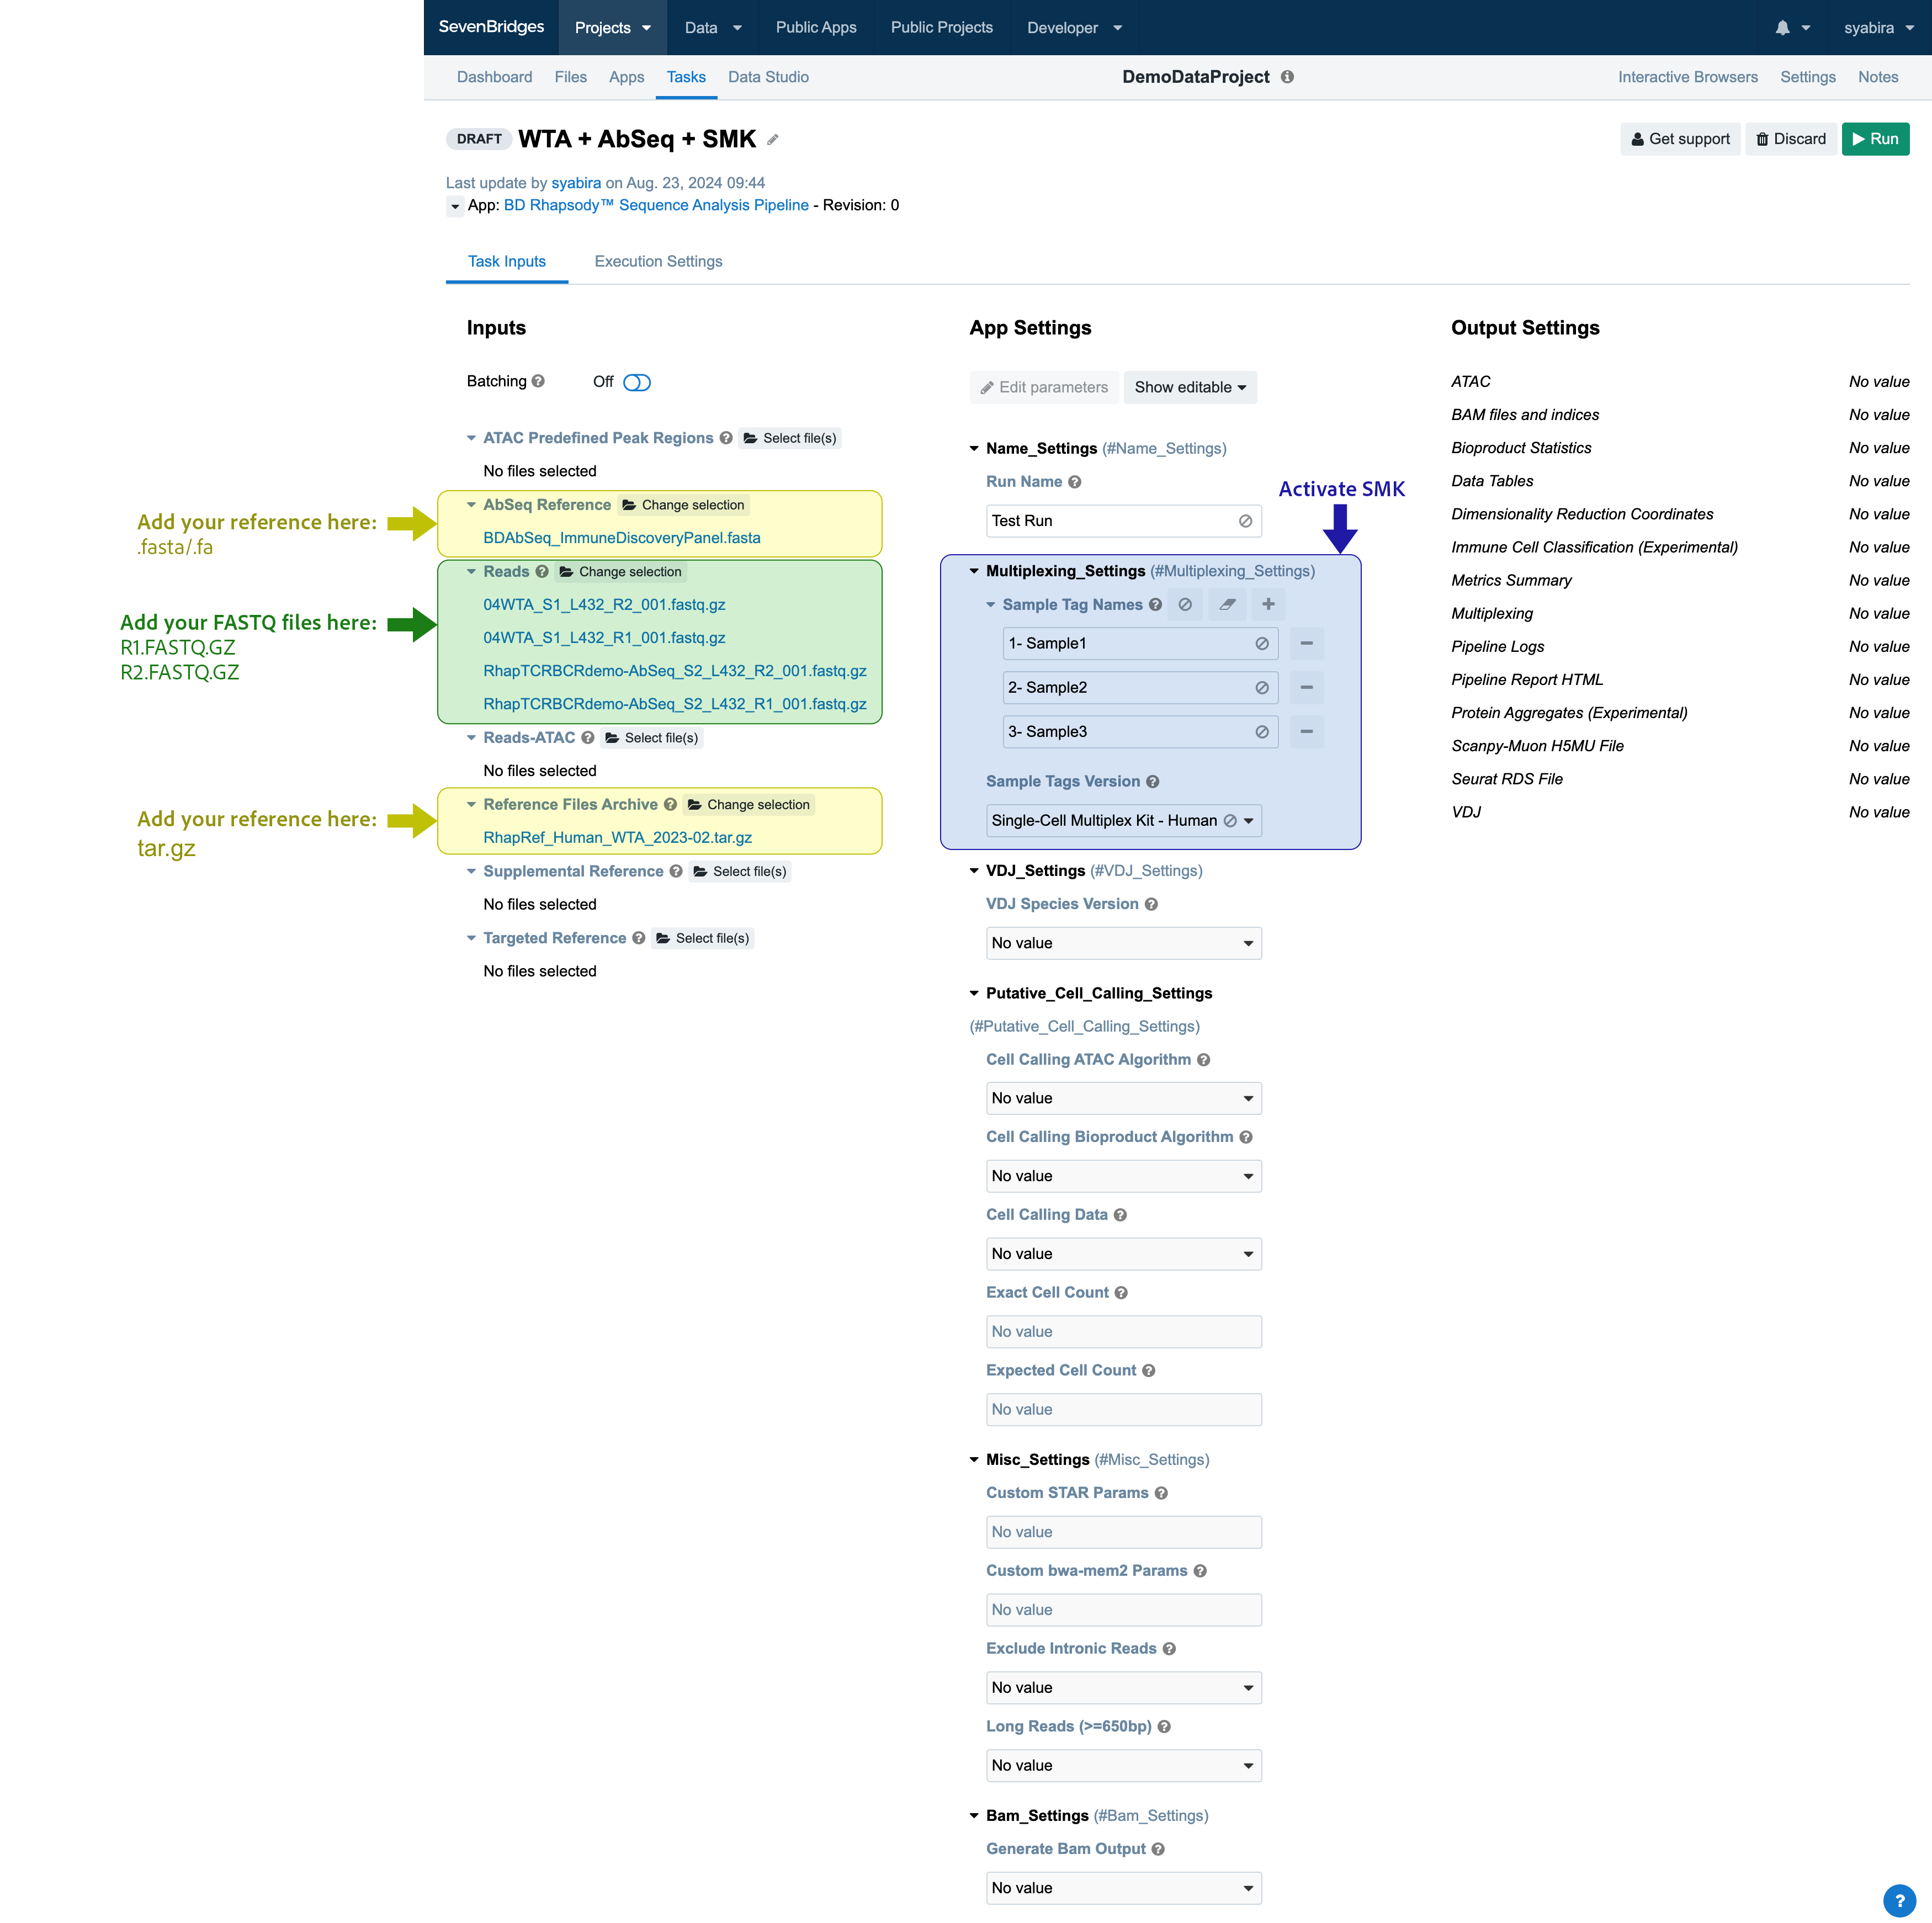 SevenBridges Projects Data Public Apps Public Projects Developer syabira
Dashboard Files Apps Tasks Data Studio DemoDataProject Interactive Browsers Settings Notes
DRAFT WTA + AbSeq + SMK Get support Discard Run
Last update by syabira on Aug. 23, 2024 09:44
App: BD Rhapsody™ Sequence Analysis Pipeline - Revision: 0
Task Inputs Execution Settings
Inputs
Batching Off
ATAC Predefined Peak Regions Select file(s)
No files selected
Add your reference here:
.fasta/.fa
AbSeq Reference Change selection
BDAbSeq_ImmuneDiscoveryPanel.fasta
Add your FASTQ files here:
R1.FASTQ.GZ
R2.FASTQ.GZ
Reads Change selection
04WTA_S1_L432_R2_001.fastq.gz
04WTA_S1_L432_R1_001.fastq.gz
RhapTCRBCRdemo-AbSeq_S2_L432_R2_001.fastq.gz
RhapTCRBCRdemo-AbSeq_S2_L432_R1_001.fastq.gz
Reads-ATAC Select file(s)
No files selected
Add your reference here:
tar.gz
Reference Files Archive Change selection
RhapRef_Human_WTA_2023-02.tar.gz
Supplemental Reference Select file(s)
No files selected
Targeted Reference Select file(s)
No files selected
App Settings
Edit parameters Show editable
Name_Settings (#Name_Settings)
Run Name
Test Run
Activate SMK
Multiplexing_Settings (#Multiplexing_Settings)
Sample Tag Names
1- Sample1
2- Sample2
3- Sample3
Sample Tags Version
Single-Cell Multiplex Kit - Human
VDJ_Settings (#VDJ_Settings)
VDJ Species Version
No value
Putative_Cell_Calling_Settings
(#Putative_Cell_Calling_Settings)
Cell Calling ATAC Algorithm
No value
Cell Calling Bioproduct Algorithm
No value
Cell Calling Data
No value
Exact Cell Count
No value
Expected Cell Count
No value
Misc_Settings (#Misc_Settings)
Custom STAR Params
No value
Custom bwa-mem2 Params
No value
Exclude Intronic Reads
No value
Long Reads (>=650bp)
No value
Bam_Settings (#Bam_Settings)
Generate Bam Output
No value
Output Settings
ATAC No value
BAM files and indices No value
Bioproduct Statistics No value
Data Tables No value
Dimensionality Reduction Coordinates No value
Immune Cell Classification (Experimental) No value
Metrics Summary No value
Multiplexing No value
Pipeline Logs No value
Pipeline Report HTML No value
Protein Aggregates (Experimental) No value
Scanpy-Muon H5MU File No value
Seurat RDS File No value
VDJ No value